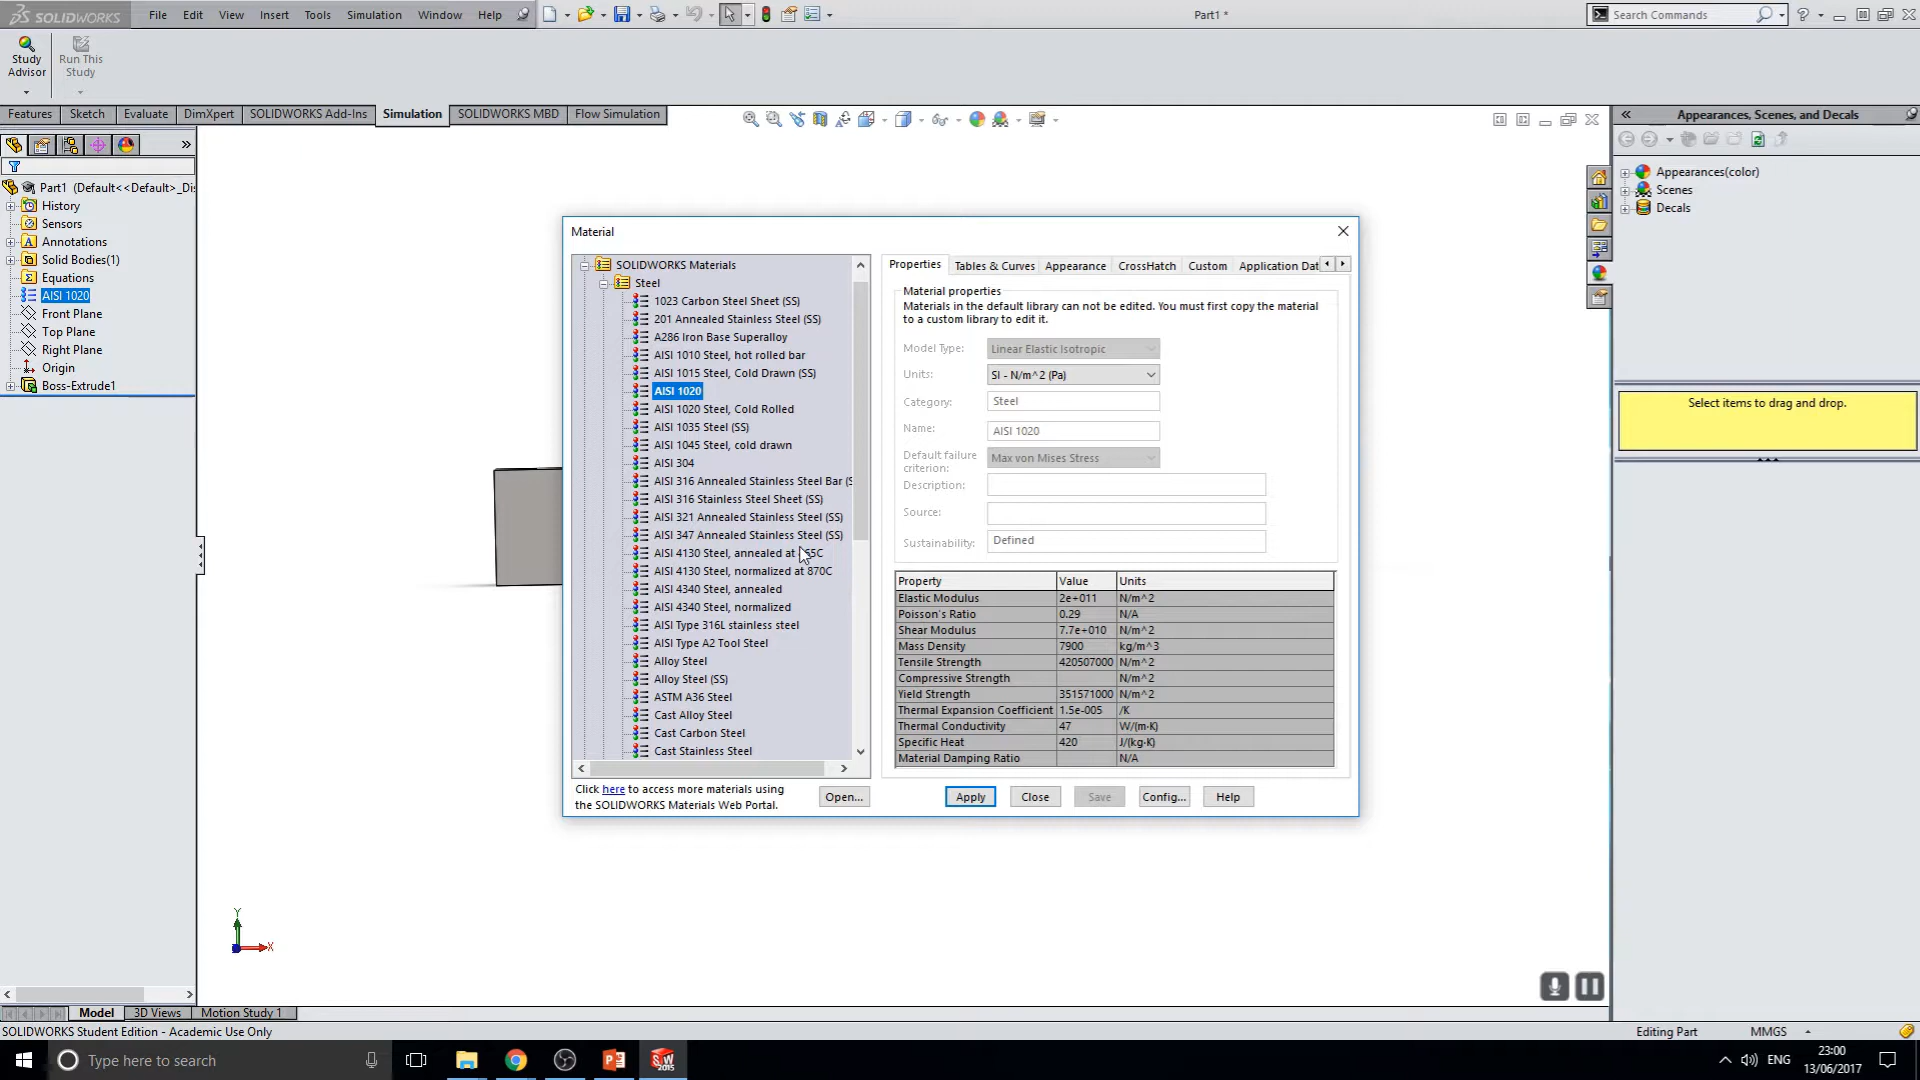 SOLIDWORKS File Edit View Insert Tools Simulation Window Help Part1 * Search Commands
Study Advisor
Run This Study
Features Sketch Evaluate DimXpert SOLIDWORKS Add-Ins Simulation SOLIDWORKS MBD Flow Simulation
Appearances, Scenes, and Decals
Part1 (Default<<Default>_Dis
History
Sensors
Annotations
Solid Bodies(1)
Equations
AISI 1020
Front Plane
Top Plane
Right Plane
Origin
Boss-Extrude1
Material
SOLIDWORKS Materials
Steel
1023 Carbon Steel Sheet (SS)
201 Annealed Stainless Steel (SS)
A286 Iron Base Superalloy
AISI 1010 Steel, hot rolled bar
AISI 1015 Steel, Cold Drawn (SS)
AISI 1020
AISI 1020 Steel, Cold Rolled
AISI 1035 Steel (SS)
AISI 1045 Steel, cold drawn
AISI 304
AISI 316 Annealed Stainless Steel Bar (S
AISI 316 Stainless Steel Sheet (SS)
AISI 321 Annealed Stainless Steel (SS)
AISI 347 Annealed Stainless Steel (SS)
AISI 4130 Steel, annealed at
AISI 4130 Steel, normalized at 870C
AISI 4340 Steel, annealed
AISI 4340 Steel, normalized
AISI Type 316L stainless steel
AISI Type A2 Tool Steel
Alloy Steel
Alloy Steel (SS)
ASTM A36 Steel
Cast Alloy Steel
Cast Carbon Steel
Cast Stainless Steel
Click here to access more materials using
the SOLIDWORKS Materials Web Portal.
Open...
Properties Tables & Curves Appearance CrossHatch Custom Application Dat
Material properties
Materials in the default library can not be edited. You must first copy the material
to a custom library to edit it.
Model Type: Linear Elastic Isotropic
Units: SI - N/m^2 (Pa)
Category: Steel
Name: AISI 1020
Default failure criterion: Max von Mises Stress
Description:
Source:
Sustainability: Defined
Property Value Units
Elastic Modulus 2e+011 N/m^2
Poisson's Ratio 0.29 N/A
Shear Modulus 7.7e+010 N/m^2
Mass Density 7900 kg/m^3
Tensile Strength 420507000 N/m^2
Compressive Strength N/m^2
Yield Strength 351571000 N/m^2
Thermal Expansion Coefficient 1.5e-005 /K
Thermal Conductivity 47 W/(m·K)
Specific Heat 420 J/(kg·K)
Material Damping Ratio N/A
Apply Close Save Config... Help
Appearances(color)
Scenes
Decals
Select items to drag and drop.
Y
X
Model 3D Views Motion Study 1
SOLIDWORKS Student Edition - Academic Use Only Editing Part MMGS
Type here to search
SW
2015
ENG
23:00
13/06/2017